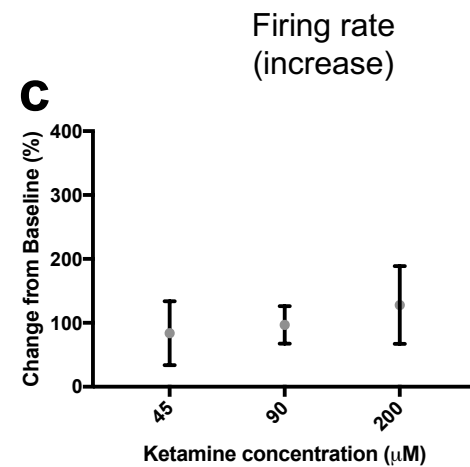 Firing rate
(increase)
c
Change from Baseline (%)
400
300
200
100
0
45
90
200
Ketamine concentration (μM)